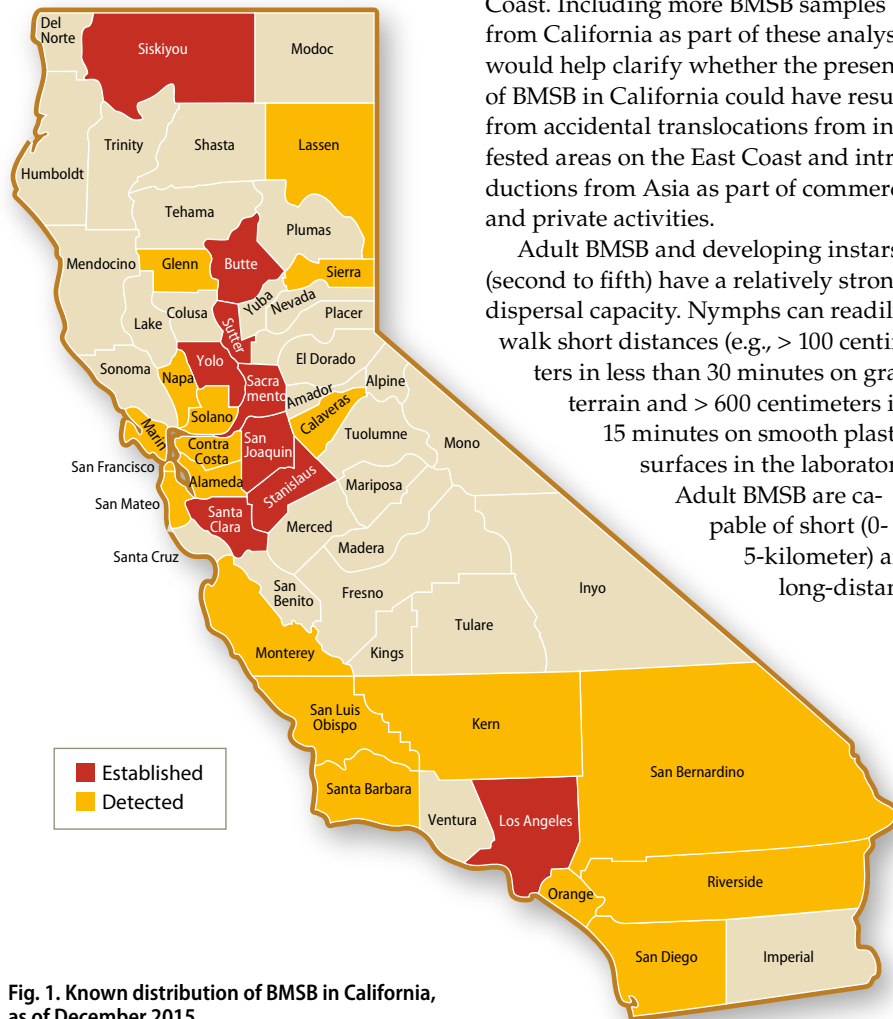 Coast. Including more BMSB samples
from California as part of these analys
would help clarify whether the presen
of BMSB in California could have resu
from accidental translocations from in
fested areas on the East Coast and intr
ductions from Asia as part of commer
and private activities.
Adult BMSB and developing instars
(second to fifth) have a relatively stron
dispersal capacity. Nymphs can readil
walk short distances (e.g., > 100 centi
ters in less than 30 minutes on gra
terrain and > 600 centimeters i
15 minutes on smooth plast
surfaces in the laborator
Adult BMSB are ca-
pable of short (0-
5-kilometer) a
long-distan
Del
Norte
Siskiyou
Modoc
Humboldt
Trinity
Shasta
Lassen
Tehama
Plumas
Mendocino
Glenn
Butte
Sierra
Lake
Colusa
Sutter
Yuba
Nevada
Placer
Sonoma
Napa
Yolo
El Dorado
Sacra
mento
Amador
Alpine
Marin
Solano
Calaveras
Contra
Costa
San
Joaquin
Tuolumne
Mono
San Francisco
Alameda
Stanislaus
Mariposa
San Mateo
Santa
Clara
Merced
Madera
Santa Cruz
San
Benito
Fresno
Inyo
Tulare
Monterey
Kings
San Luis
Obispo
Kern
San Bernardino
Santa Barbara
Ventura
Los Angeles
Orange
Riverside
San Diego
Imperial
Established
Detected
Fig. 1. Known distribution of BMSB in California,
as of December 2015